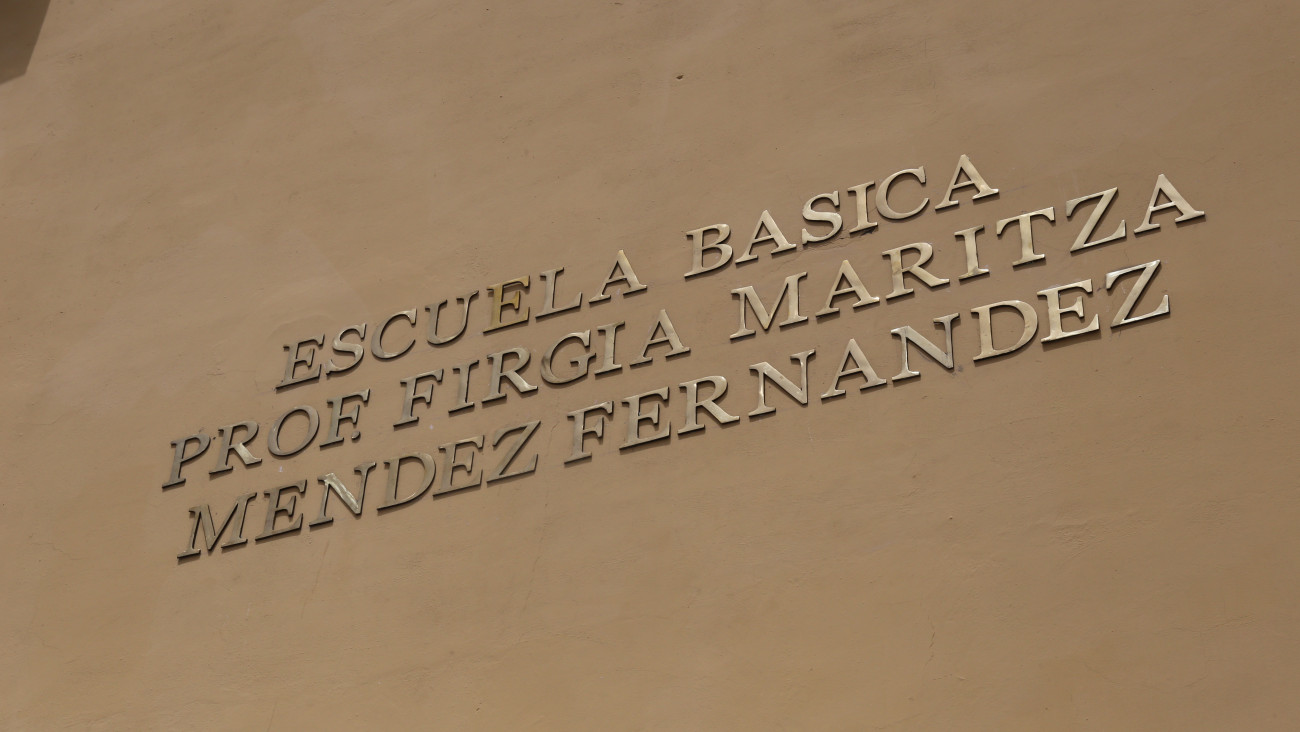 ESCUELA BASICA
PROF. FIRGIA MARITZA
MENDEZ FERNANDEZ